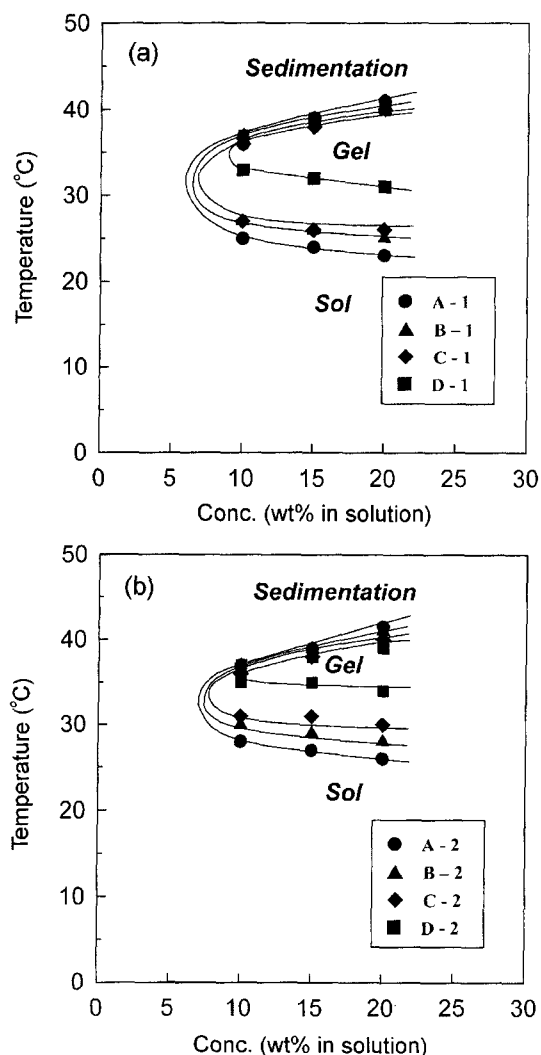 (a)
Sedimentation
Gel
Sol
A - 1
B – 1
C - 1
D - 1
50
40
30
20
10
0
Temperature (°C)
0 5 10 15 20 25 30
Conc. (wt% in solution)
(b)
Sedimentation
Gel
Sol
A - 2
B – 2
C - 2
D - 2
50
40
30
20
10
0
Temperature (°C)
0 5 10 15 20 25 30
Conc. (wt% in solution)